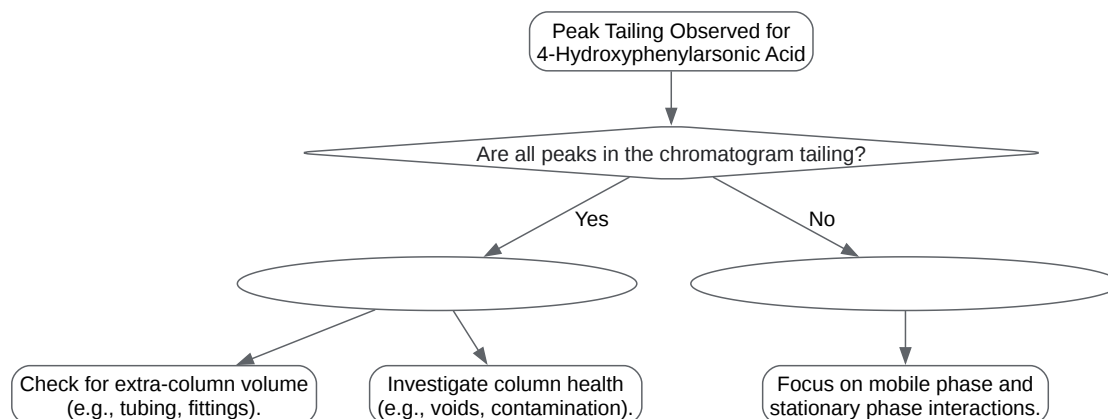 Peak Tailing Observed for
4-Hydroxyphenylarsonic Acid
Are all peaks in the chromatogram tailing?
Yes
No
Check for extra-column volume
(e.g., tubing, fittings).
Investigate column health
(e.g., voids, contamination).
Focus on mobile phase and
stationary phase interactions.